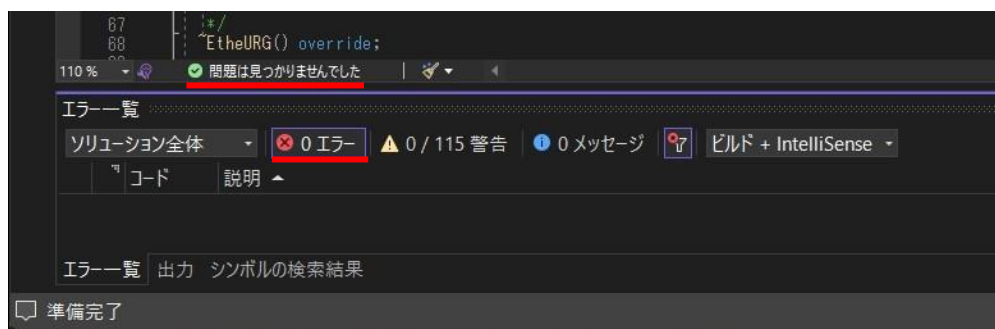 67 */
68 ~EtheURG() override;
110 % 問題は見つかりませんでした
エラー一覧
ソリューション全体 0 エラー 0 / 115 警告 0 メッセージ ビルド + IntelliSense
コード 説明
エラー一覧 出力 シンボルの検索結果
準備完了